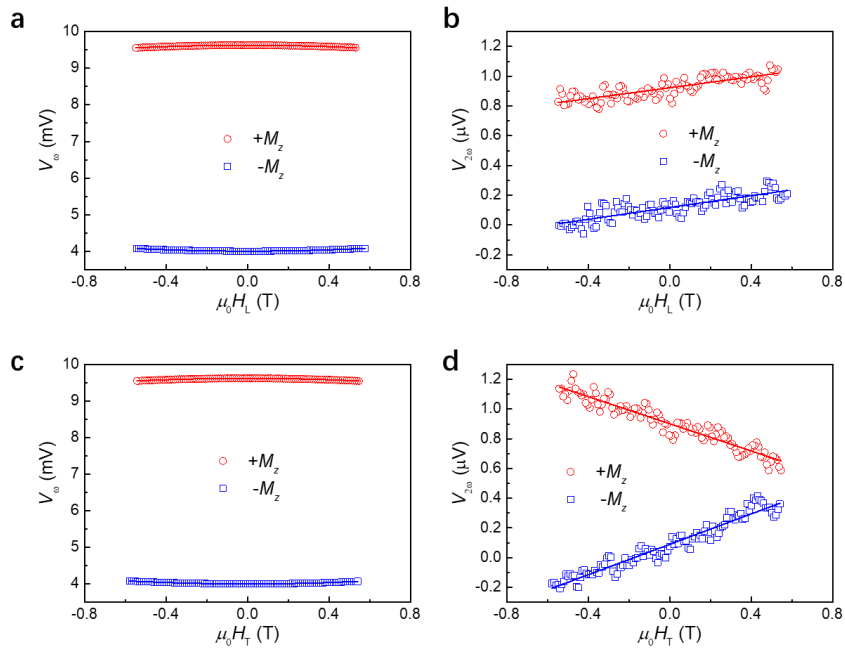 a
10
9
8
7
6
5
4
3
V_ω (mV)
+M_z
-M_z
-0.8 -0.4 0.0 0.4 0.8
μ₀H_L (T)
b
1.2
1.0
0.8
0.6
0.4
0.2
0.0
-0.2
V_2ω (μV)
+M_z
-M_z
-0.8 -0.4 0.0 0.4 0.8
μ₀H_L (T)
c
10
9
8
7
6
5
4
V_ω (mV)
+M_z
-M_z
-0.8 -0.4 0.0 0.4 0.8
μ₀H_T (T)
d
1.2
1.0
0.8
0.6
0.4
0.2
0.0
-0.2
V_2ω (μV)
+M_z
-M_z
-0.8 -0.4 0.0 0.4 0.8
μ₀H_T (T)